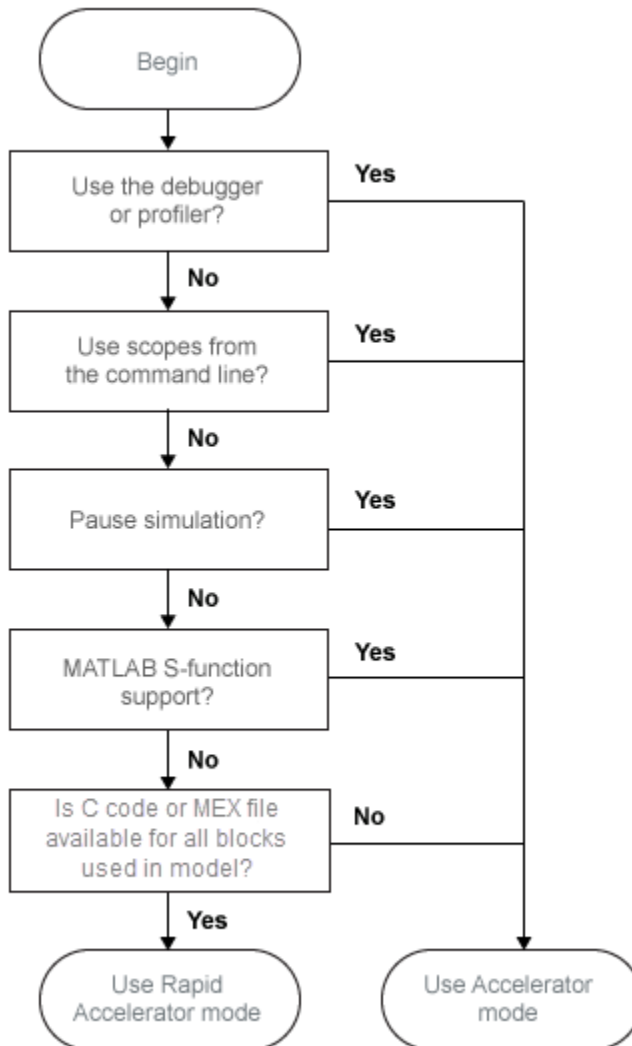 Begin
Use the debugger
or profiler?
Yes
No
Use scopes from
the command line?
Yes
No
Pause simulation?
Yes
No
MATLAB S-function
support?
Yes
No
Is C code or MEX file
available for all blocks
used in model?
No
Yes
Use Rapid
Accelerator mode
Use Accelerator
mode